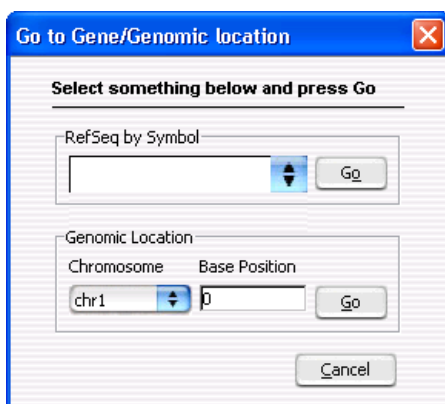 Go to Gene/Genomic location
Select something below and press Go
RefSeq by Symbol
Go
Genomic Location
Chromosome Base Position
chr1 0 Go
Cancel